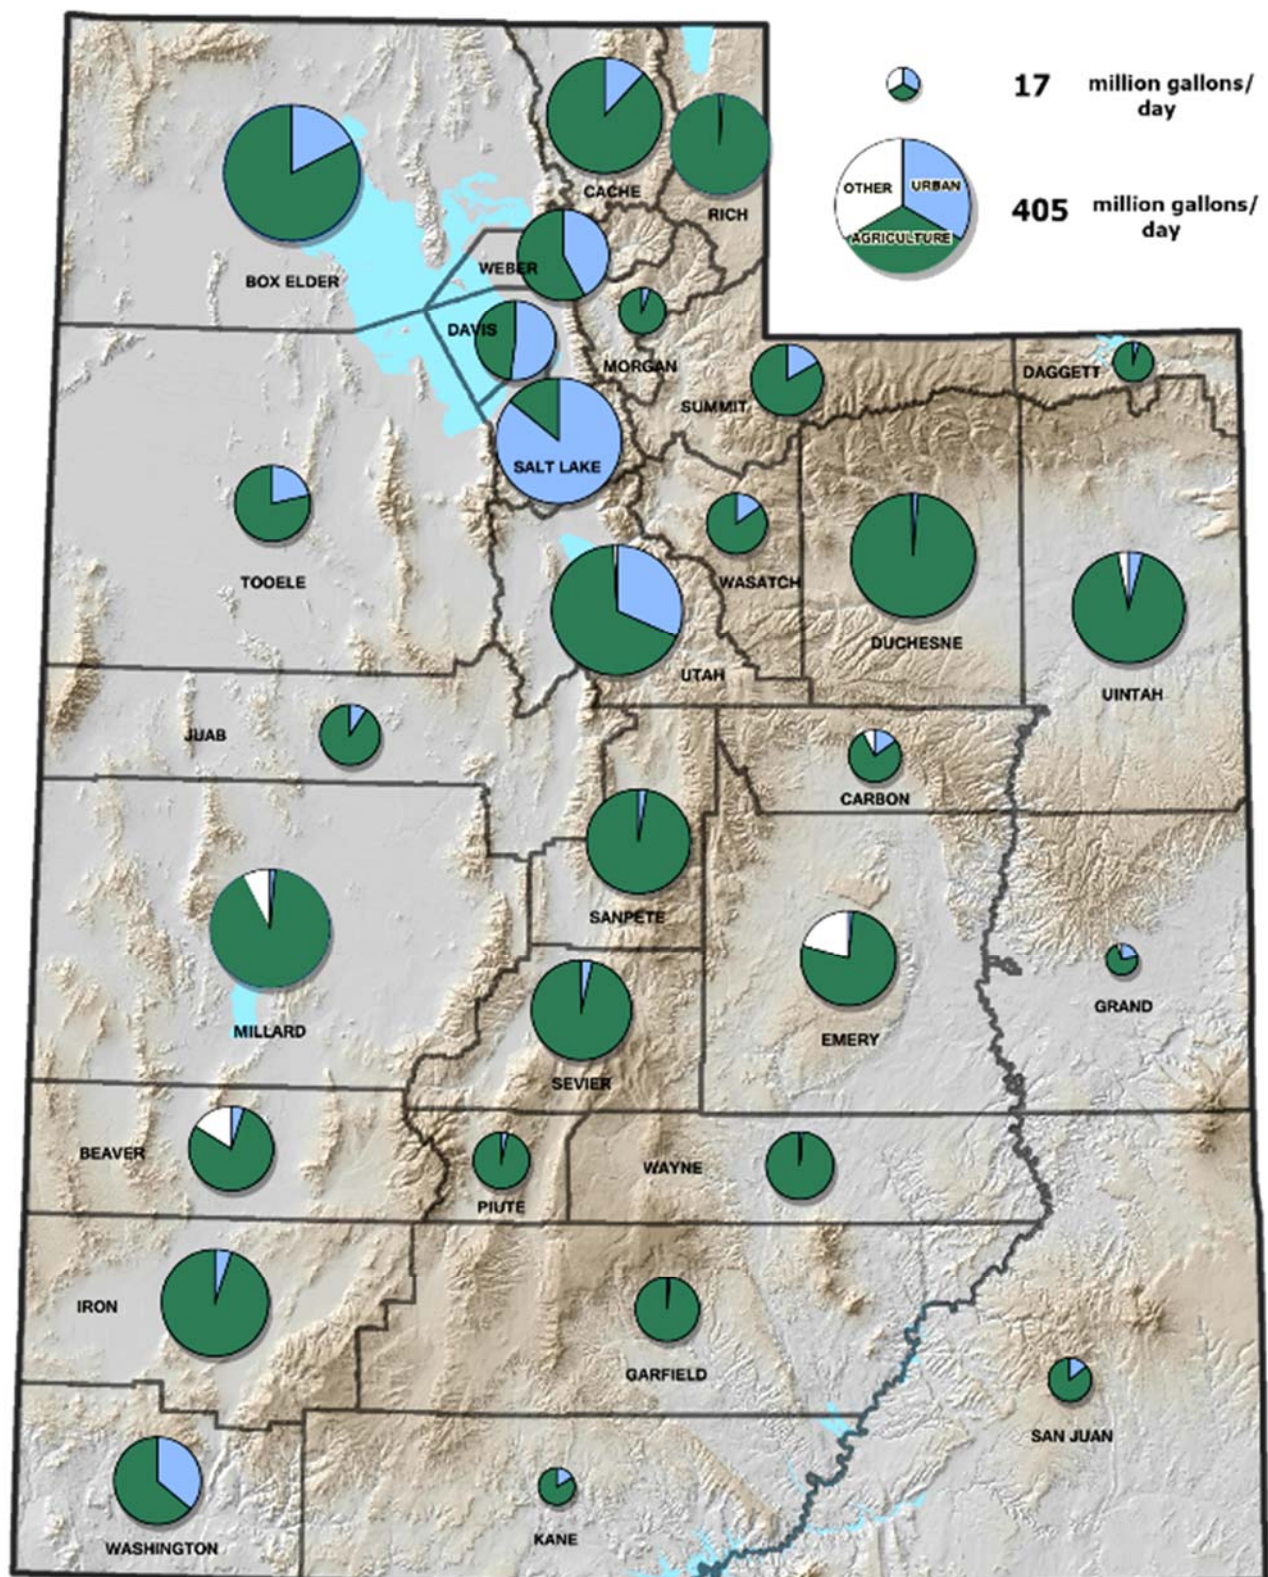 17 million gallons/
day
OTHER URBAN
AGRICULTURE
405 million gallons/
day
CACHE
RICH
BOX ELDER
WEBER
DAVIS
MORGAN
DAGGETT
SUMMIT
SALT LAKE
TOOELE
WASATCH
DUCHESNE
UTAH
UINTAH
JUAB
CARBON
SANPETE
MILLARD
EMERY
GRAND
SEVIER
BEAVER
WAYNE
PIUTE
IRON
GARFIELD
SAN JUAN
WASHINGTON
KANE